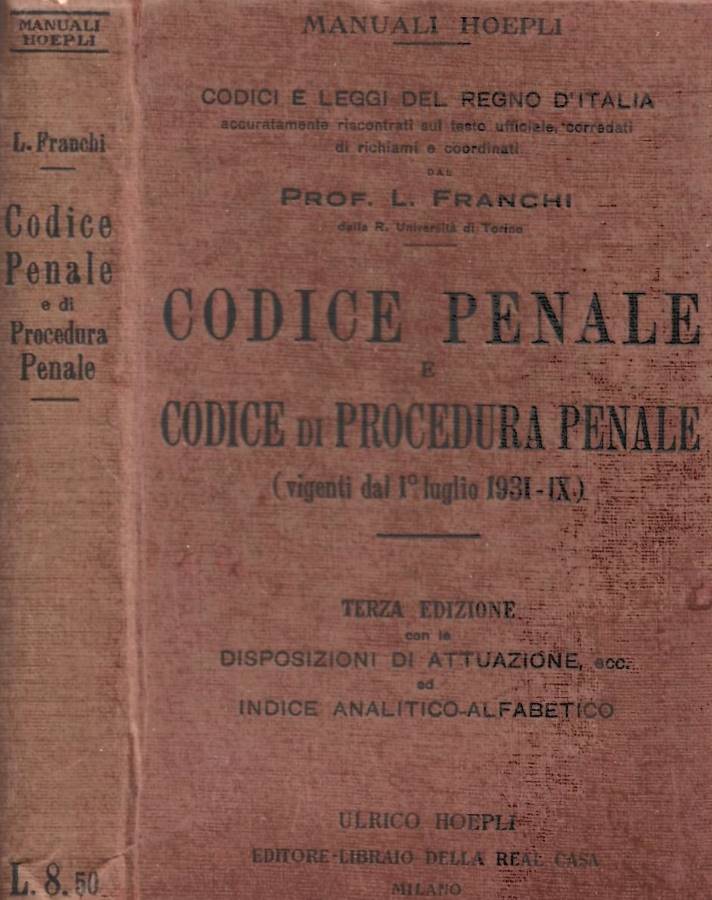 MANUALI
HOEPLI
L. Franchi
Codice
Penale
e di
Procedura
Penale
L. 8.50
MANUALI HOEPLI
CODICI E LEGGI DEL REGNO D'ITALIA
accuratamente riscontrati sul testo ufficiale, corredati
di richiami e coordinati
DAL
PROF. L. FRANCHI
della R. Università di Torino
CODICE PENALE
E
CODICE DI PROCEDURA PENALE
(vigenti dal 1° luglio 1931-IX.)
TERZA EDIZIONE
con le
DISPOSIZIONI DI ATTUAZIONE, ecc.
ed
INDICE ANALITICO-ALFABETICO
ULRICO HOEPLI
EDITORE-LIBRAIO DELLA REAL CASA
MILANO